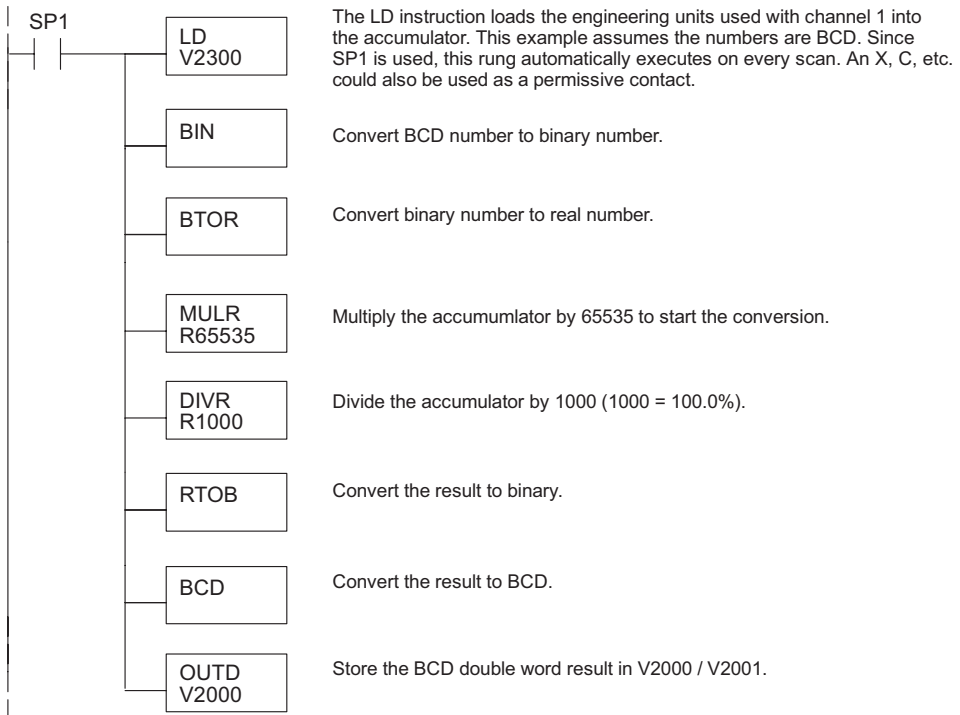 SP1
LD
V2300
The LD instruction loads the engineering units used with channel 1 into
the accumulator. This example assumes the numbers are BCD. Since
SP1 is used, this rung automatically executes on every scan. An X, C, etc.
could also be used as a permissive contact.
BIN
Convert BCD number to binary number.
BTOR
Convert binary number to real number.
MULR
R65535
Multiply the accumumlator by 65535 to start the conversion.
DIVR
R1000
Divide the accumulator by 1000 (1000 = 100.0%).
RTOB
Convert the result to binary.
BCD
Convert the result to BCD.
OUTD
V2000
Store the BCD double word result in V2000 / V2001.